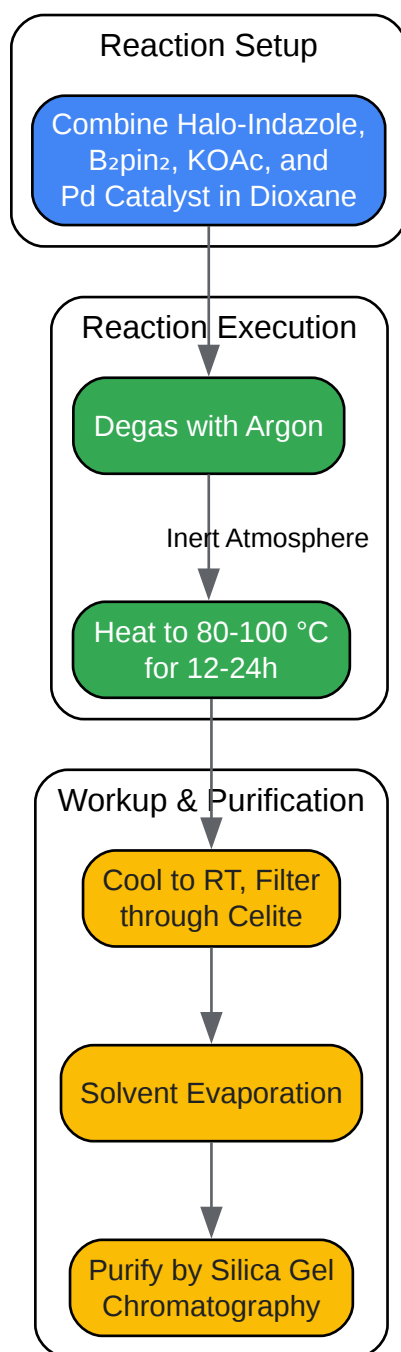 Reaction Setup
Combine Halo-Indazole,
B₂pin₂, KOAc, and
Pd Catalyst in Dioxane
Reaction Execution
Degas with Argon
Inert Atmosphere
Heat to 80-100 °C
for 12-24h
Workup & Purification
Cool to RT, Filter
through Celite
Solvent Evaporation
Purify by Silica Gel
Chromatography